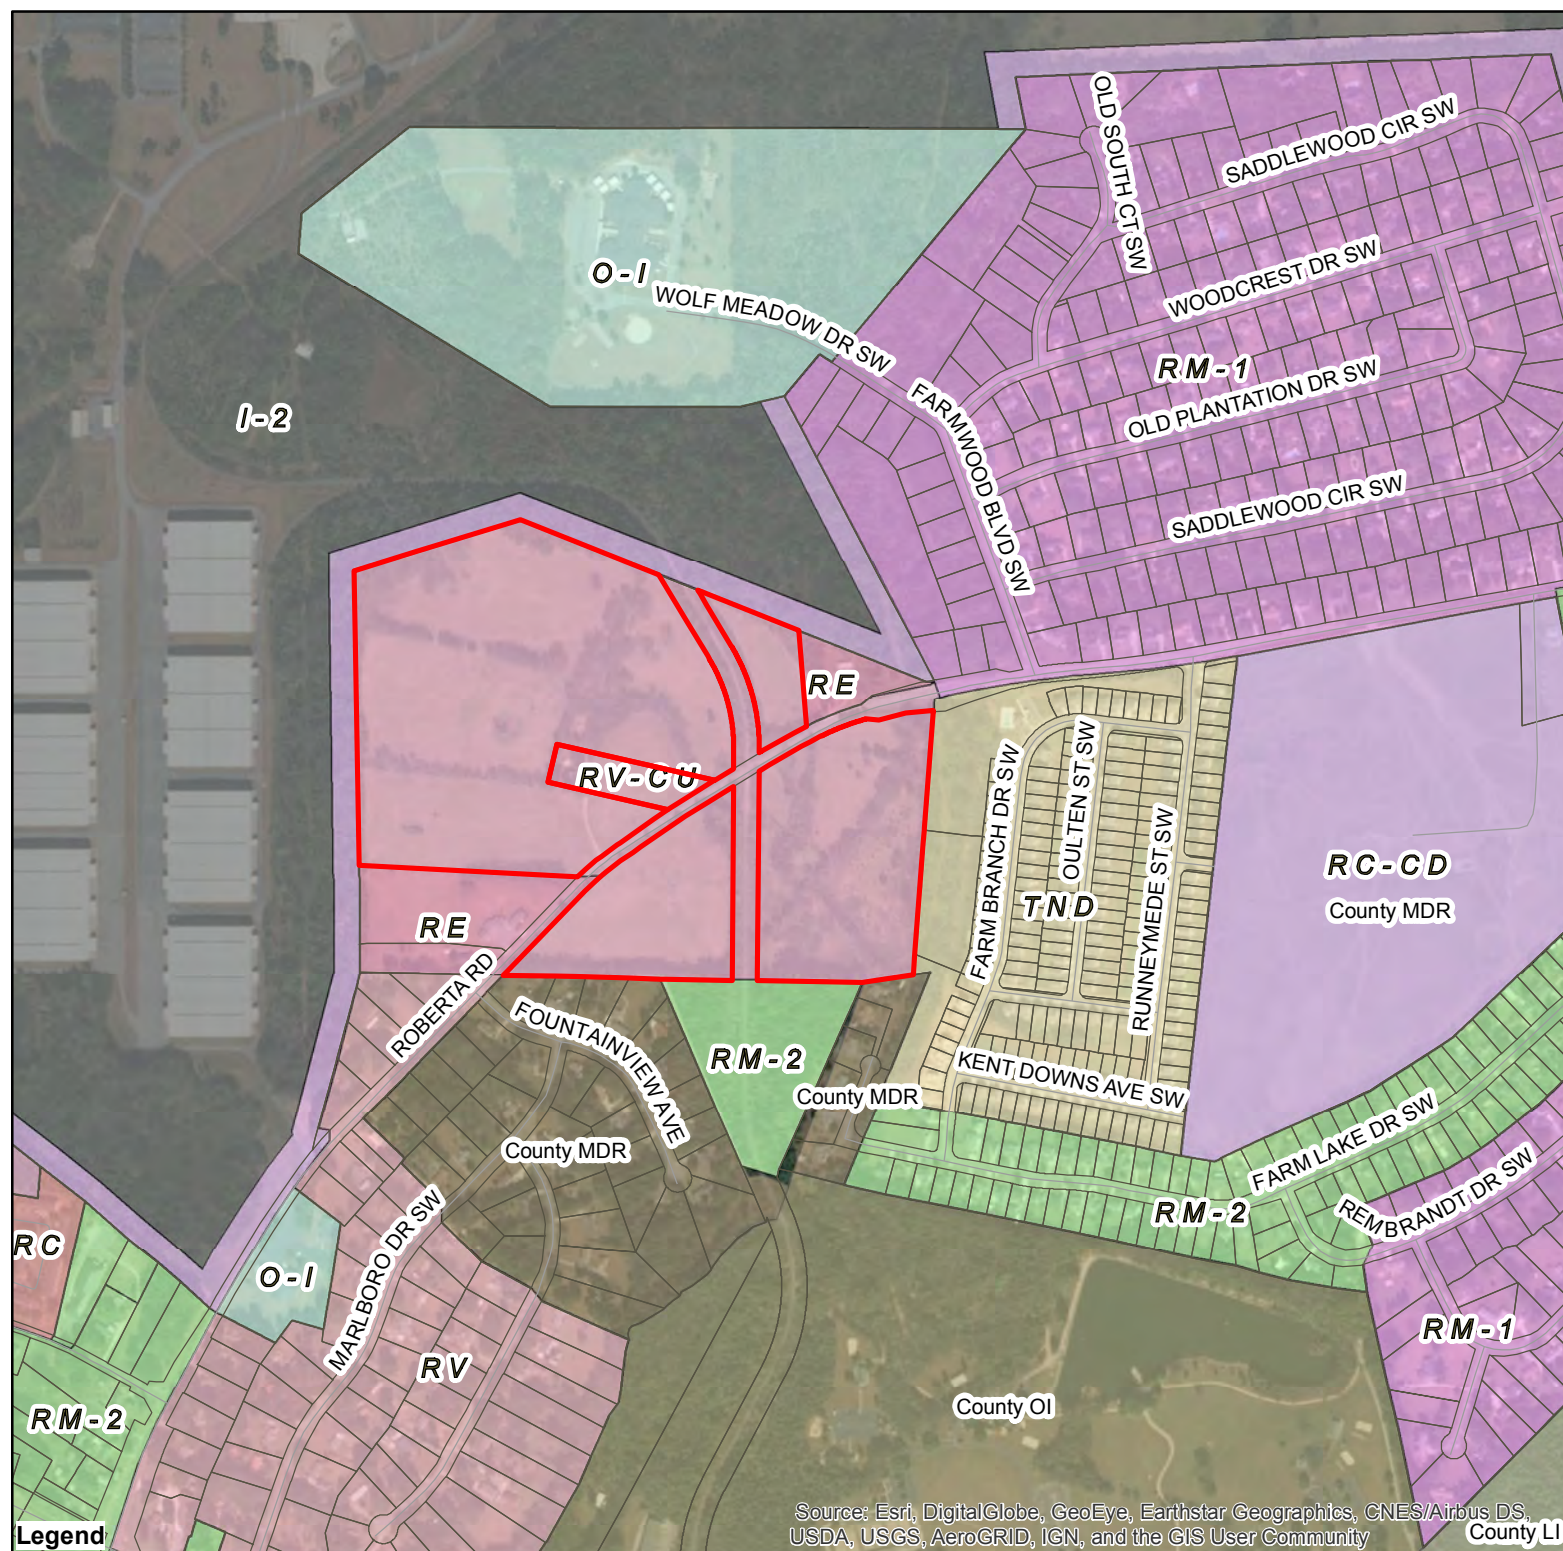 OLD SOUTH CT SW
SADDLEWOOD CIR SW
WOODCREST DR SW
O-I
WOLF MEADOW DR SW
RM-1
OLD PLANTATION DR SW
I-2
FARMWOOD BLVD SW
SADDLEWOOD CIR SW
RE
RV-CU
FARM BRANCH DR SW
OULTEN ST SW
RUNNEYMEDE ST SW
RC-CD
County MDR
TND
RE
ROBERTA RD
FOUNTAINVIEW AVE
RM-2
County MDR
KENT DOWNS AVE SW
County MDR
FARM LAKE DR SW
REMBRANDT DR SW
RM-2
RC
O-I
MARLBORO DR SW
RV
RM-1
RM-2
County OI
Source: Esri, DigitalGlobe, GeoEye, Earthstar Geographics, CNES/Airbus DS,
USDA, USGS, AeroGRID, IGN, and the GIS User Community
County LI
Legend